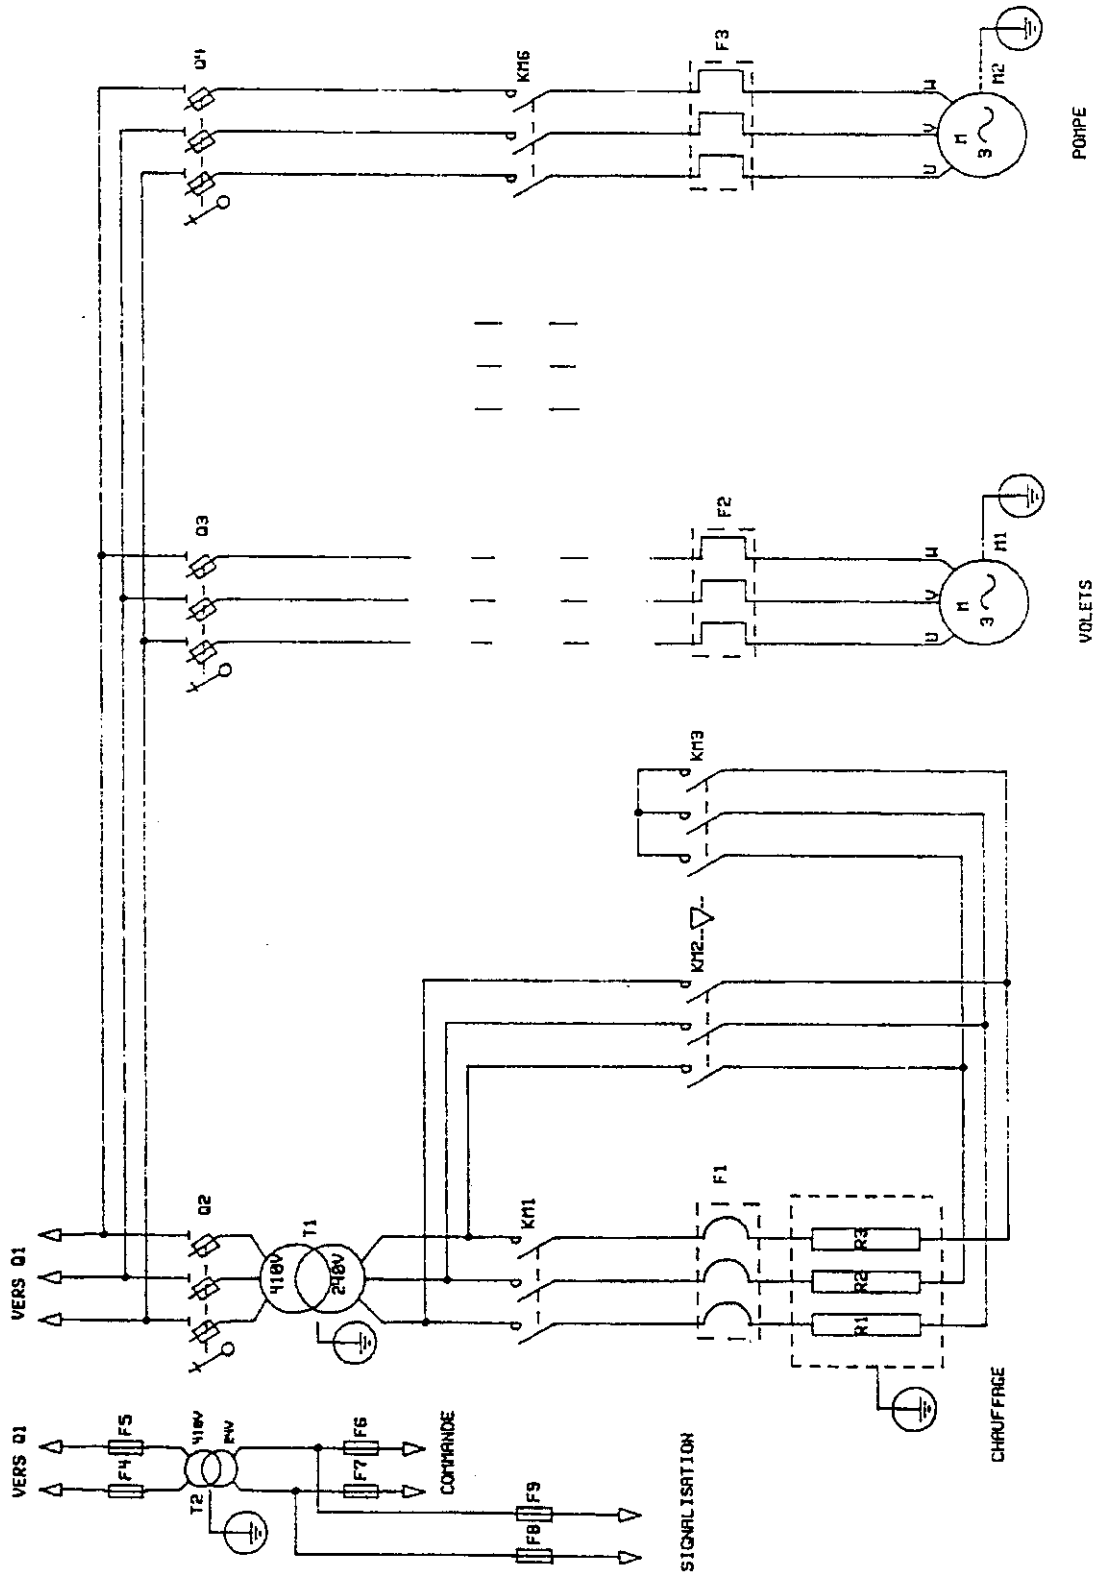 VERS Q1
VERS Q1
F4
F5
T2
410V
24V
F7
F6
COMMANDE
F8
F9
SIGNALISATION
Q2
T1
410V
240V
KM1
F1
R1
R2
R3
CHAUFFAGE
KM2
KM3
Q3
F2
U
V
W
M
3
M1
VOLETS
Q4
KM6
F3
U
V
W
M
3
M2
POMPE